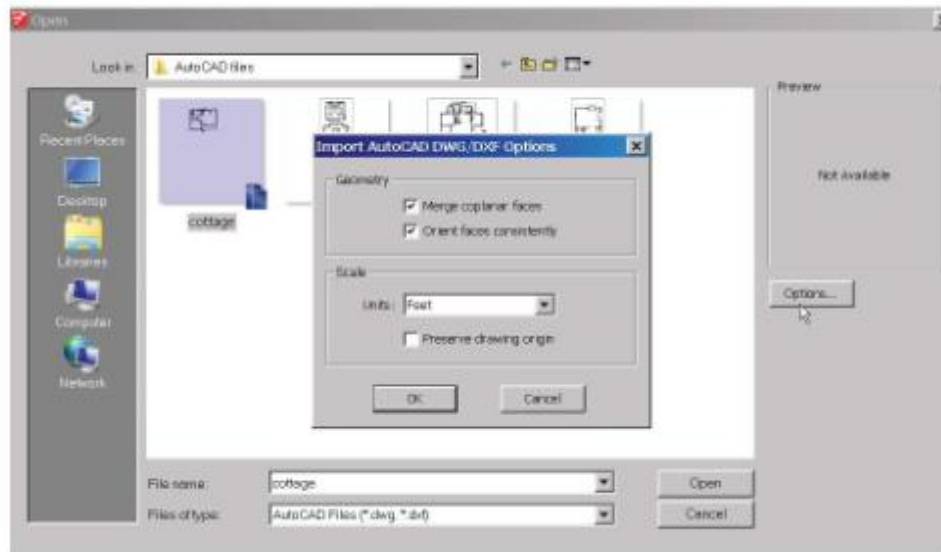 Open
Look in:
AutoCAD files
Recent Places
Desktop
Libraries
Computer
Network
cottage
Import AutoCAD DWG/DXF Options
Geometry
Merge coplanar faces
Orient faces consistently
Scale
Units:
Feet
Preserve drawing origin
OK
Cancel
Preview
Not Available
Options...
File name:
cottage
Open
Files of type:
AutoCAD Files (*.dwg, *.dxf)
Cancel